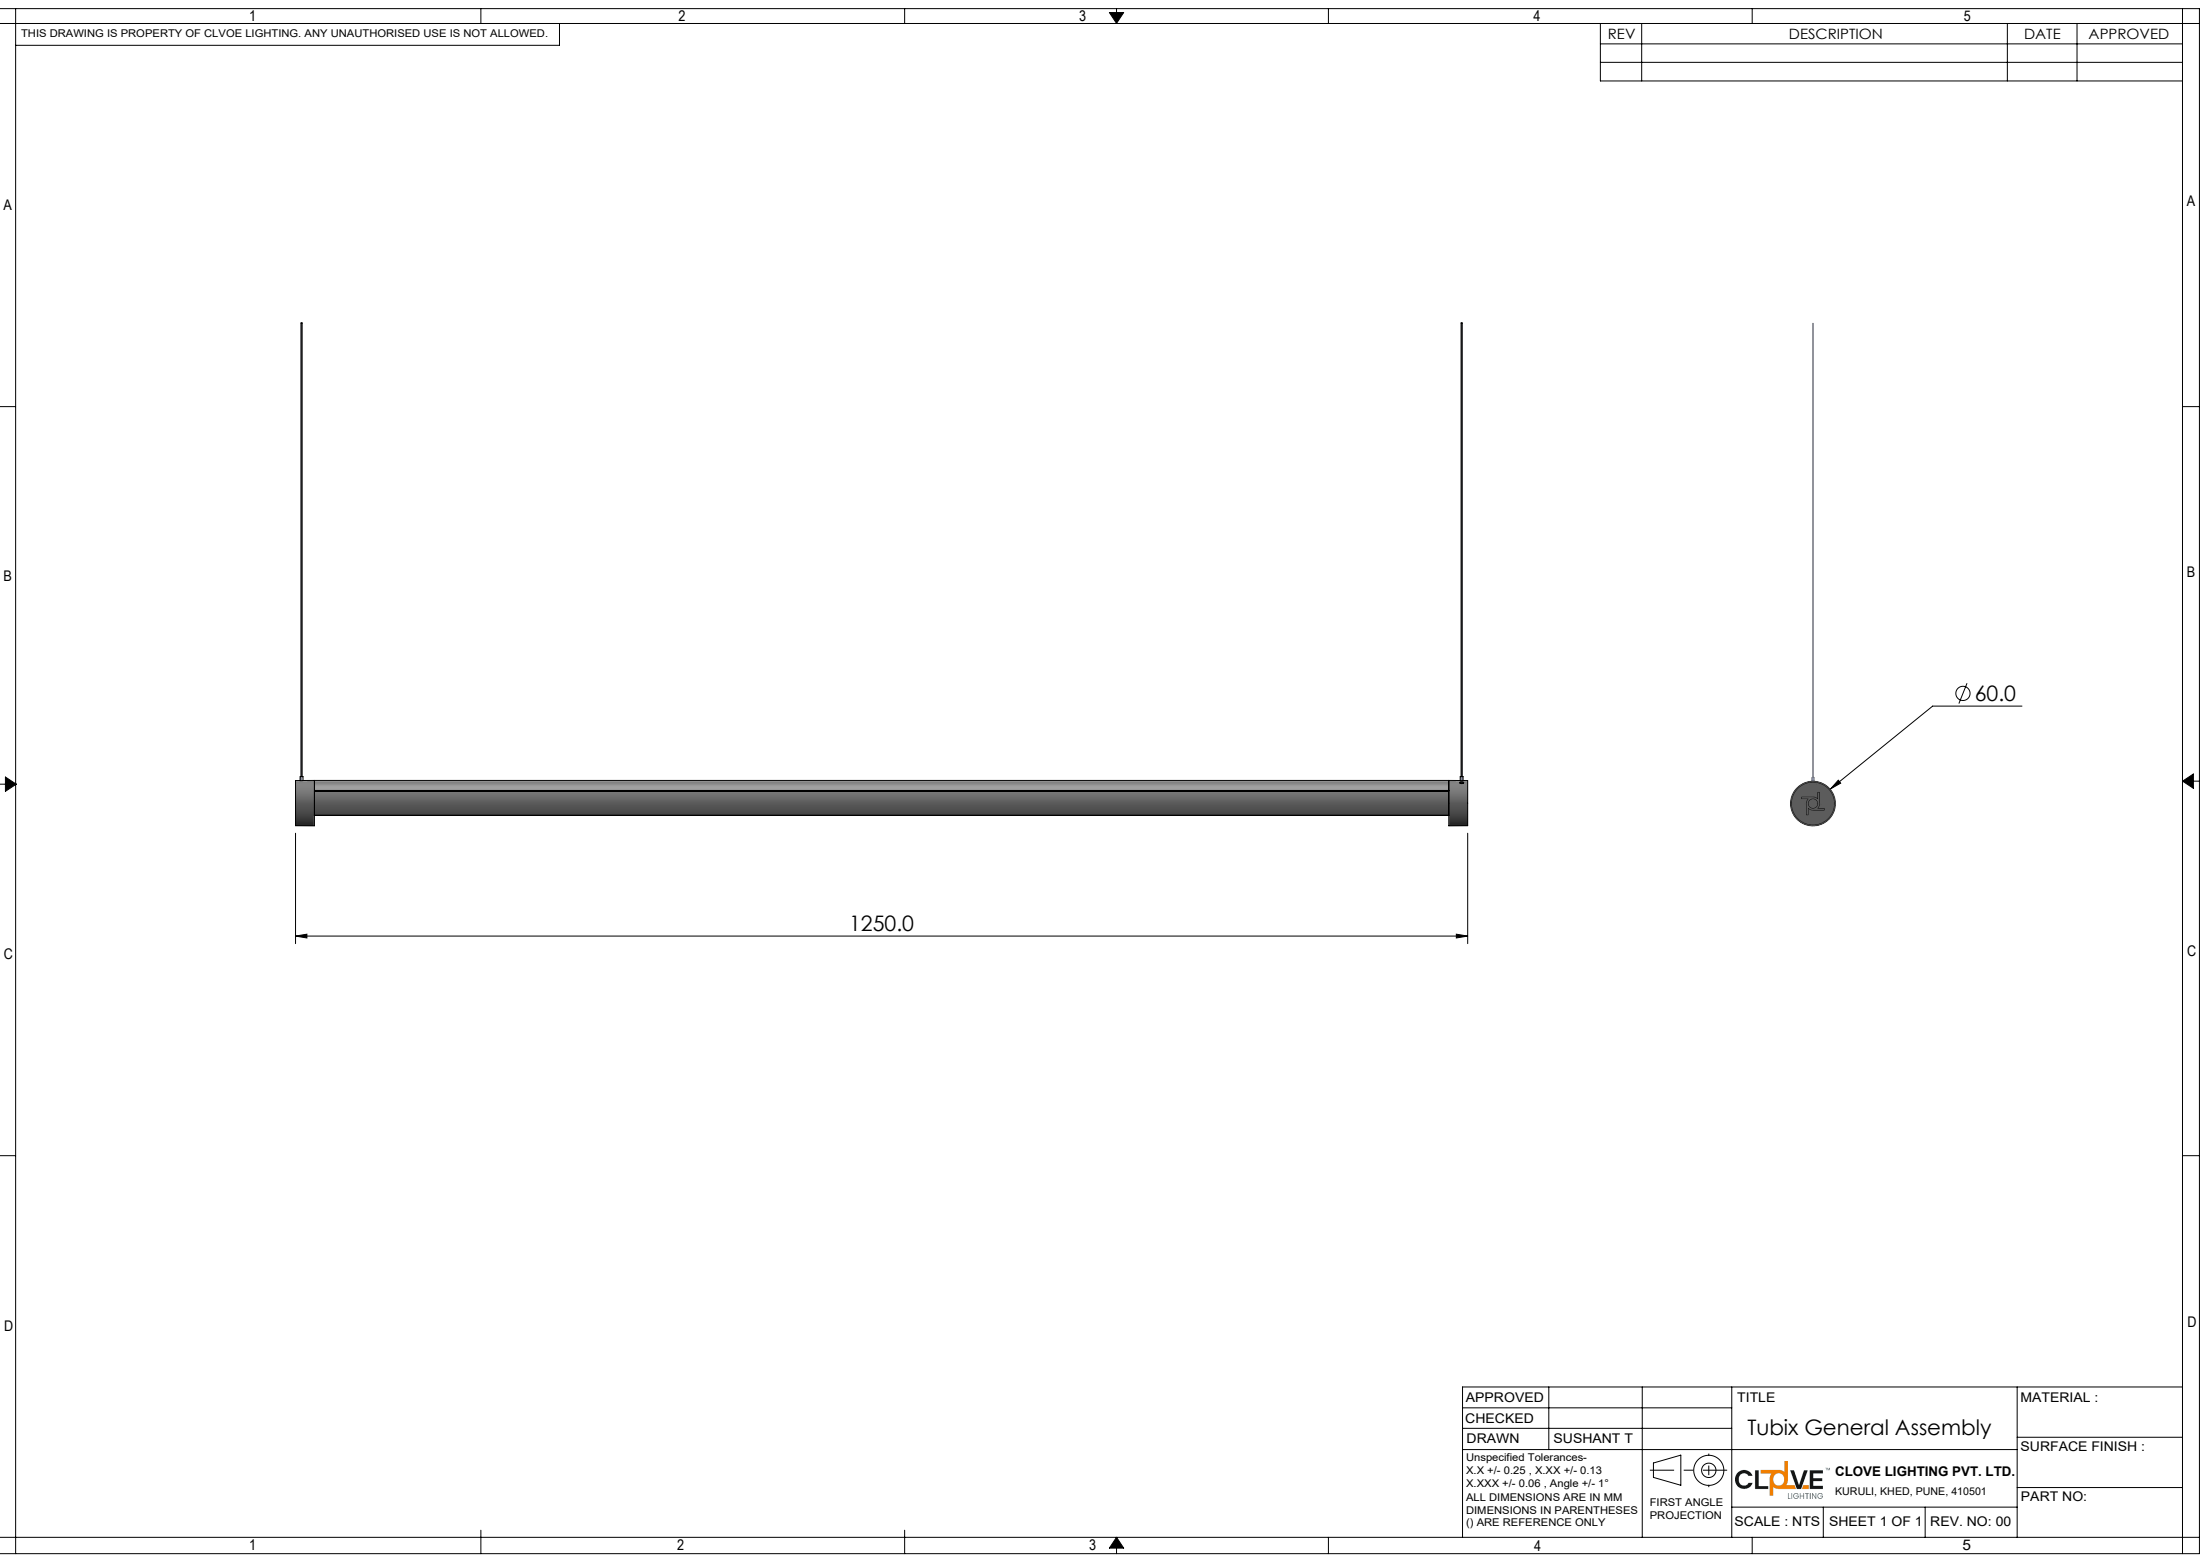 1 2 3 4 5
THIS DRAWING IS PROPERTY OF CLVOE LIGHTING. ANY UNAUTHORISED USE IS NOT ALLOWED.
REV DESCRIPTION DATE APPROVED
A A
B B
Ø 60.0
1250.0
C C
D D
APPROVED
CHECKED
DRAWN SUSHANT T
Unspecified Tolerances-
X.X +/- 0.25 , X.XX +/- 0.13
X.XXX +/- 0.06 , Angle +/- 1°
ALL DIMENSIONS ARE IN MM
DIMENSIONS IN PARENTHESES
() ARE REFERENCE ONLY
FIRST ANGLE
PROJECTION
TITLE
Tubix General Assembly
CLOVE™
LIGHTING
CLOVE LIGHTING PVT. LTD.
KURULI, KHED, PUNE, 410501
SCALE : NTS SHEET 1 OF 1 REV. NO: 00
MATERIAL :
SURFACE FINISH :
PART NO:
1 2 3 4 5